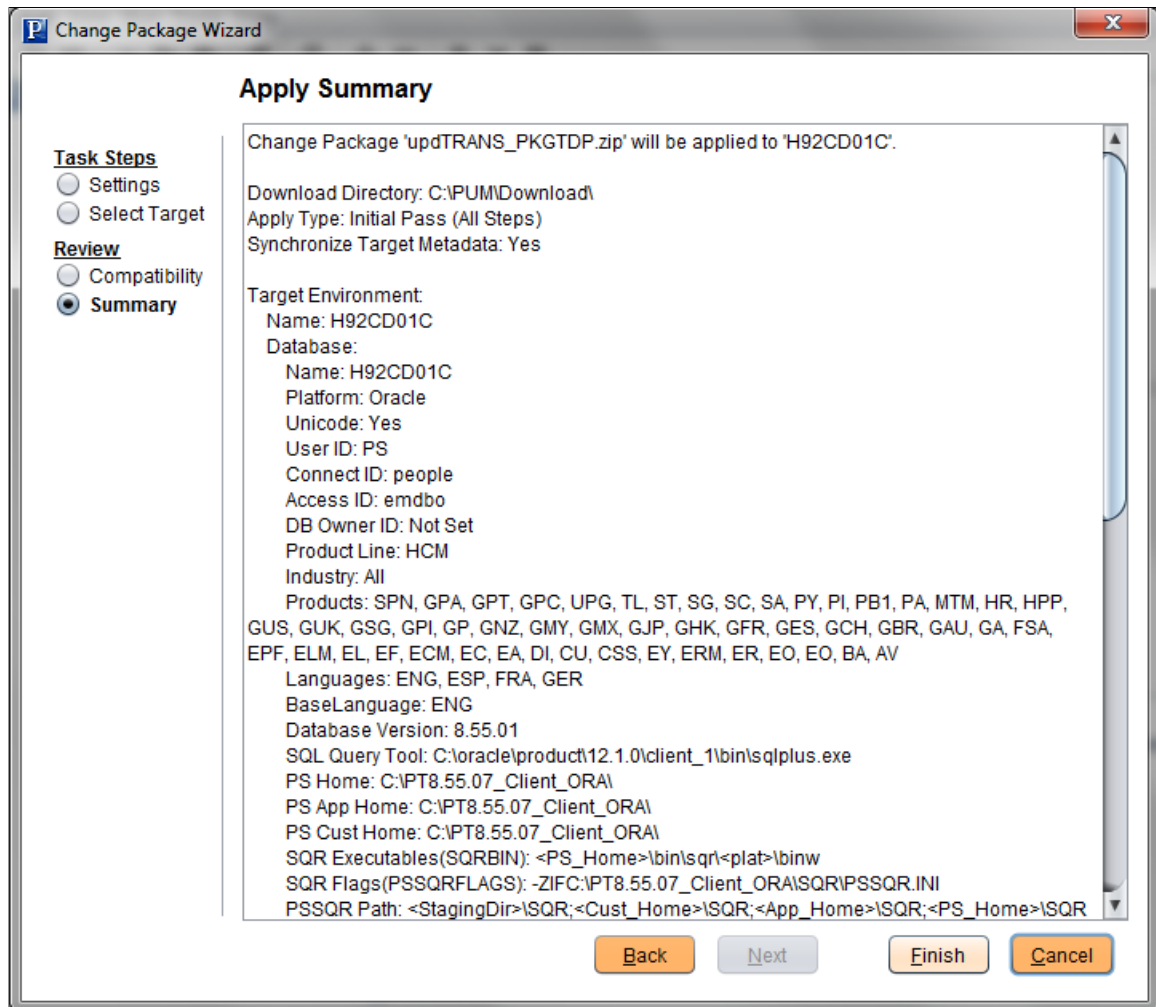 Change Package Wizard
Apply Summary
Task Steps
Settings
Select Target
Review
Compatibility
Summary
Change Package 'updTRANS_PKGTDP.zip' will be applied to 'H92CD01C'.
Download Directory: C:\PUM\Download\
Apply Type: Initial Pass (All Steps)
Synchronize Target Metadata: Yes
Target Environment:
Name: H92CD01C
Database:
Name: H92CD01C
Platform: Oracle
Unicode: Yes
User ID: PS
Connect ID: people
Access ID: emdbo
DB Owner ID: Not Set
Product Line: HCM
Industry: All
Products: SPN, GPA, GPT, GPC, UPG, TL, ST, SG, SC, SA, PY, PI, PB1, PA, MTM, HR, HPP,
GUS, GUK, GSG, GPI, GP, GNZ, GMY, GMX, GJP, GHK, GFR, GES, GCH, GBR, GAU, GA, FSA,
EPF, ELM, EL, EF, ECM, EC, EA, DI, CU, CSS, EY, ERM, ER, EO, EO, BA, AV
Languages: ENG, ESP, FRA, GER
BaseLanguage: ENG
Database Version: 8.55.01
SQL Query Tool: C:\oracle\product\12.1.0\client_1\bin\sqlplus.exe
PS Home: C:\PT8.55.07_Client_ORA\
PS App Home: C:\PT8.55.07_Client_ORA\
PS Cust Home: C:\PT8.55.07_Client_ORA\
SQR Executables(SQRBIN): <PS_Home>\bin\sqr\<plat>\binw
SQR Flags(PSSQRFLAGS): -ZIFC:\PT8.55.07_Client_ORA\SQR\PSSQR.INI
PSSQR Path: <StagingDir>\SQR;<Cust_Home>\SQR;<App_Home>\SQR;<PS_Home>\SQR
Back
Next
Finish
Cancel